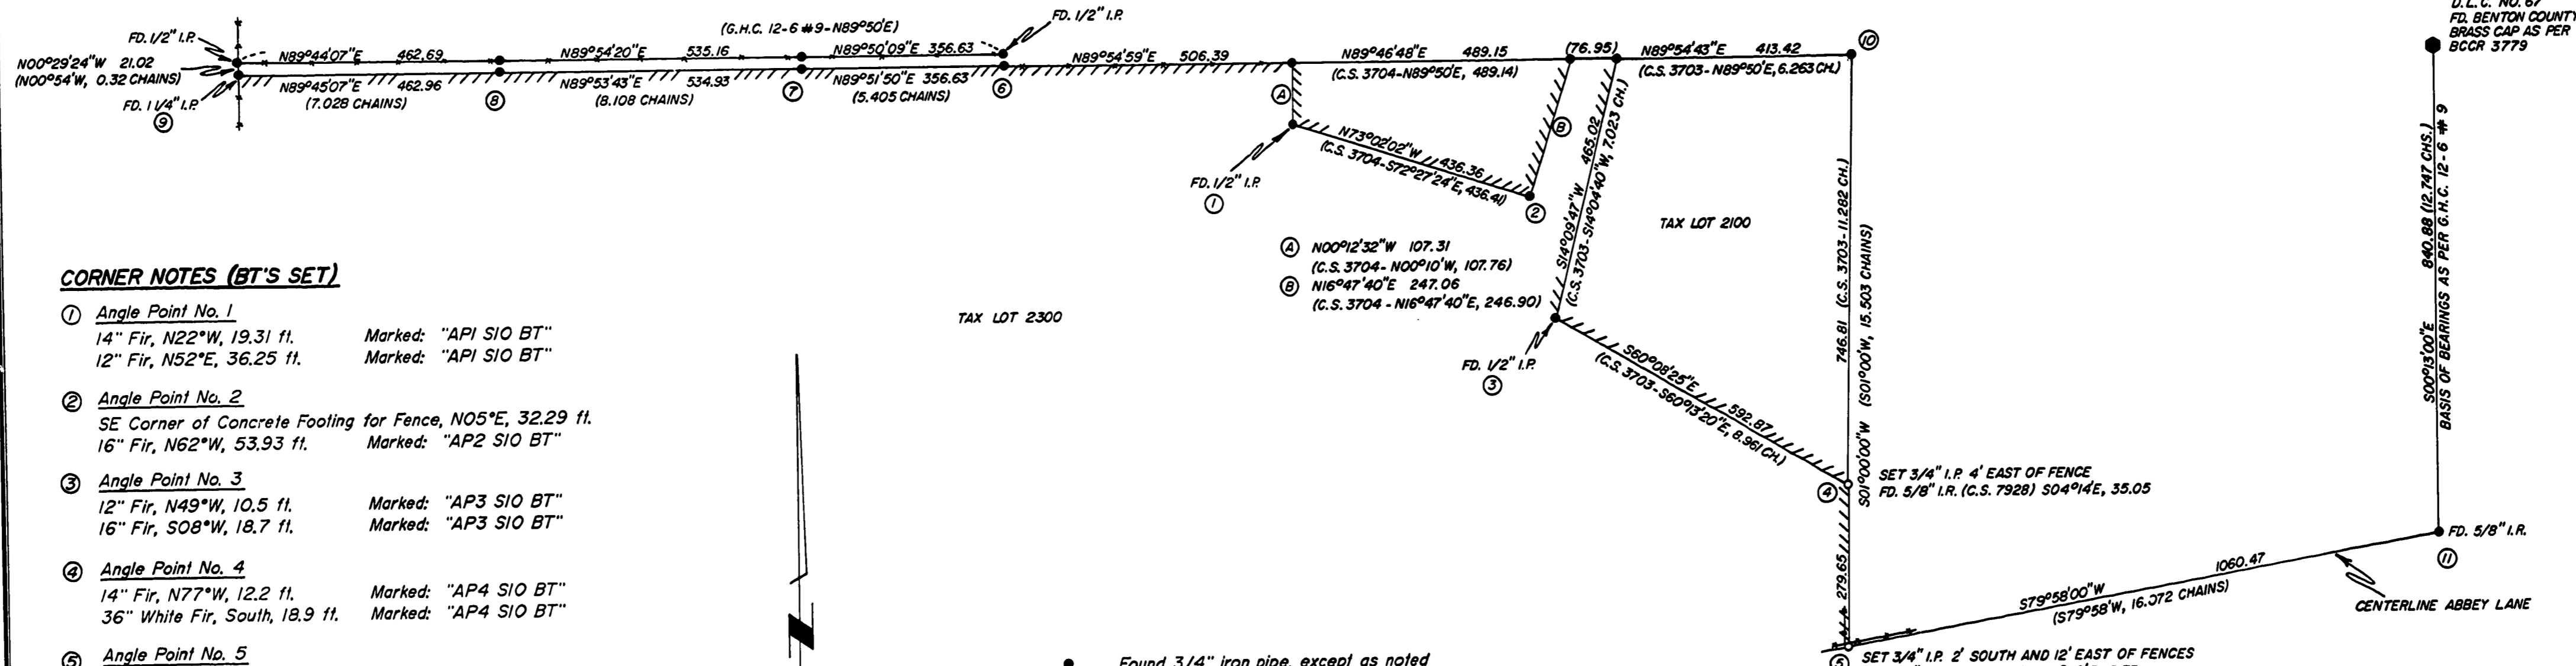 FD. 1/2" I.P.
N00°29'24"W 21.02
(N00°54'W, 0.32 CHAINS)
FD. 1 1/4" I.P.
9
N89°44'07"E 462.69
N89°45'07"E 462.96
(7.028 CHAINS)
8
N89°54'20"E 535.16
N89°53'43"E 534.93
(8.108 CHAINS)
7
(G.H.C. 12-6 #9-N89°50'E)
N89°50'09"E 356.63
N89°51'50"E 356.63
(5.405 CHAINS)
6
FD. 1/2" I.P.
N89°54'59"E 506.39
N89°46'48"E 489.15
(C.S. 3704-N89°50'E, 489.14)
(76.95)
N89°54'43"E 413.42
(C.S. 3703-N89°50'E, 6.263 CH.)
10
D.L.C. NO. 67
FD. BENTON COUNTY
BRASS CAP AS PER
BCCR 3779
A
B
N73°02'02"W 436.36
(C.S. 3704-S72°27'24"E, 436.41)
FD. 1/2" I.P.
1
2
S14°09'47"W 465.02
(C.S. 3703-S14°04'40"W, 7.023 CH.)
TAX LOT 2100
746.81 (C.S. 3703-11.282 CH.)
S01°00'00"W (S01°00'W, 15.503 CHAINS)
S00°13'00"E 840.88 (12.747 CHS.)
BASIS OF BEARINGS AS PER G.H.C. 12-6 # 9
A N00°12'32"W 107.31
(C.S. 3704- N00°10'W, 107.76)
B N16°47'40"E 247.06
(C.S. 3704 - N16°47'40"E, 246.90)
TAX LOT 2300
FD. 1/2" I.P.
3
S60°08'25"E 592.87
(C.S. 3703-S60°13'20"E, 8.961 CH.)
4
SET 3/4" I.P. 4' EAST OF FENCE
FD. 5/8" I.R. (C.S. 7928) S04°14'E, 35.05
279.65
FD. 5/8" I.R.
11
1060.47
S79°58'00"W
(S79°58'W, 16.072 CHAINS)
CENTERLINE ABBEY LANE
5
SET 3/4" I.P. 2' SOUTH AND 12' EAST OF FENCES
CORNER NOTES (BT'S SET)
1 Angle Point No. 1
14" Fir, N22°W, 19.31 ft. Marked: "AP1 S10 BT"
12" Fir, N52°E, 36.25 ft. Marked: "AP1 S10 BT"
2 Angle Point No. 2
SE Corner of Concrete Footing for Fence, N05°E, 32.29 ft.
16" Fir, N62°W, 53.93 ft. Marked: "AP2 S10 BT"
3 Angle Point No. 3
12" Fir, N49°W, 10.5 ft. Marked: "AP3 S10 BT"
16" Fir, S08°W, 18.7 ft. Marked: "AP3 S10 BT"
4 Angle Point No. 4
14" Fir, N77°W, 12.2 ft. Marked: "AP4 S10 BT"
36" White Fir, South, 18.9 ft. Marked: "AP4 S10 BT"
5 Angle Point No. 5
Found 3/4" iron pipe, except as noted